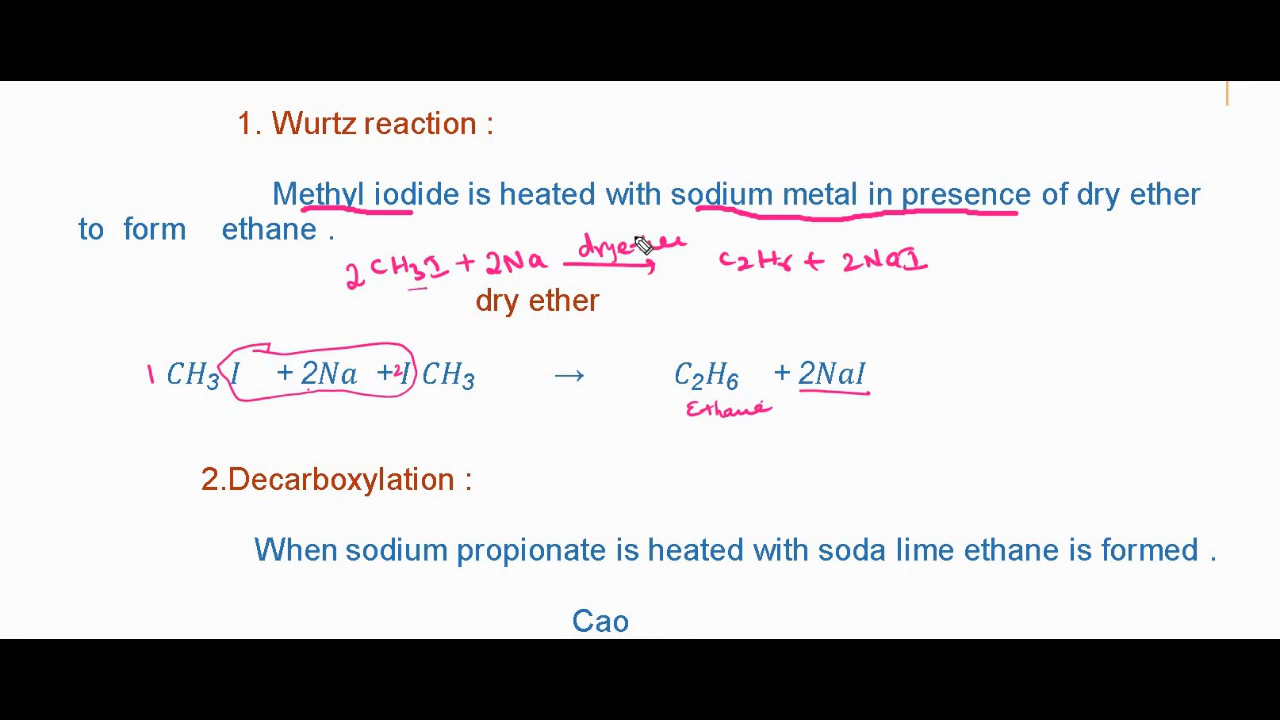 1. Wurtz reaction :
Methyl iodide is heated with sodium metal in presence of dry ether
to form ethane .
2CH3I + 2Na dry ether C2H6 + 2NaI
dry ether
1 CH₃I + 2Na +2I CH₃ → C₂H₆ + 2NaI
Ethane
2.Decarboxylation :
When sodium propionate is heated with soda lime ethane is formed .
Cao